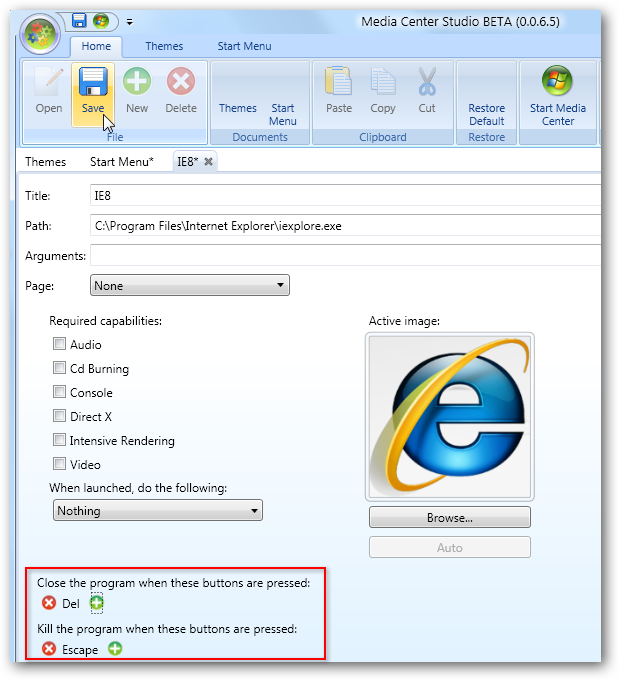 Media Center Studio BETA (0.0.6.5)
Home Themes Start Menu
Open Save New Delete Themes Start Menu Paste Copy Cut Restore Default Start Media Center
File Documents Clipboard Restore
Themes Start Menu* IE8*
Title: IE8
Path: C:\Program Files\Internet Explorer\iexplore.exe
Arguments:
Page: None
Required capabilities: Active image:
Audio
Cd Burning
Console
Direct X
Intensive Rendering
Video
When launched, do the following:
Nothing
Browse...
Auto
Close the program when these buttons are pressed:
Del
Kill the program when these buttons are pressed:
Escape